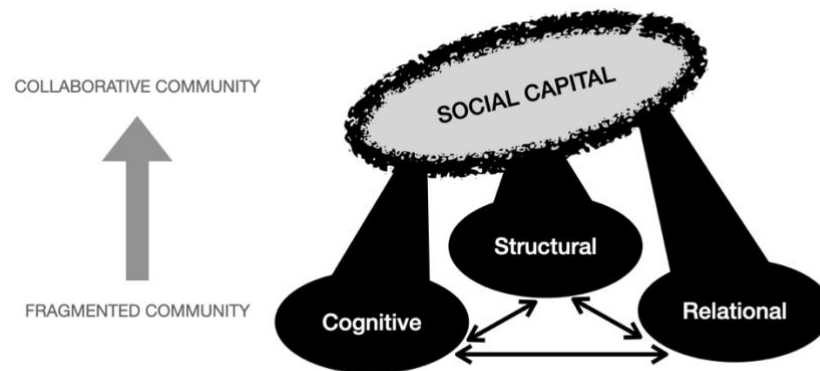 COLLABORATIVE COMMUNITY
FRAGMENTED COMMUNITY
SOCIAL CAPITAL
Structural
Cognitive
Relational